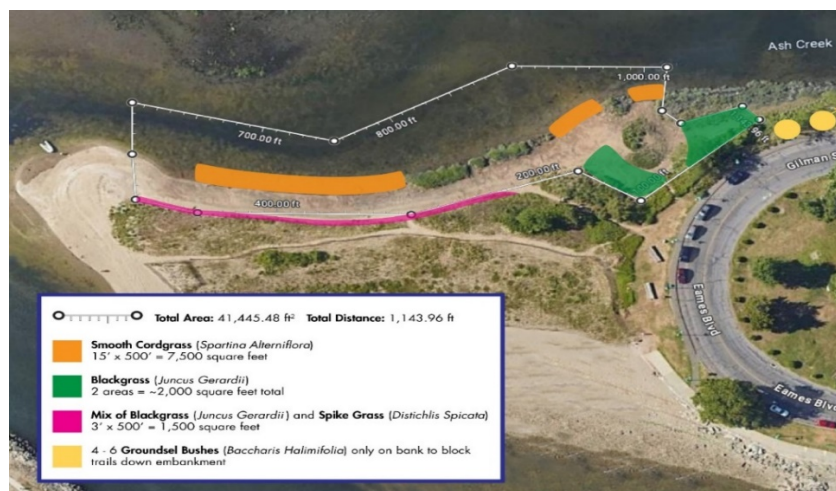 Ash Creek
1,000.00 ft
700.00 ft
800.00 ft
200.00 ft
400.00 ft
ft
96 ft
Gilman S
Eames Blvd
Eames Blv
Total Area: 41,445.48 ft² Total Distance: 1,143.96 ft
Smooth Cordgrass (Spartina Alterniflora)
15' x 500' = 7,500 square feet
Blackgrass (Juncus Gerardii)
2 areas = ~2,000 square feet total
Mix of Blackgrass (Juncus Gerardii) and Spike Grass (Distichlis Spicata)
3' x 500' = 1,500 square feet
4 - 6 Groundsel Bushes (Baccharis Halimifolia) only on bank to block
trails down embankment